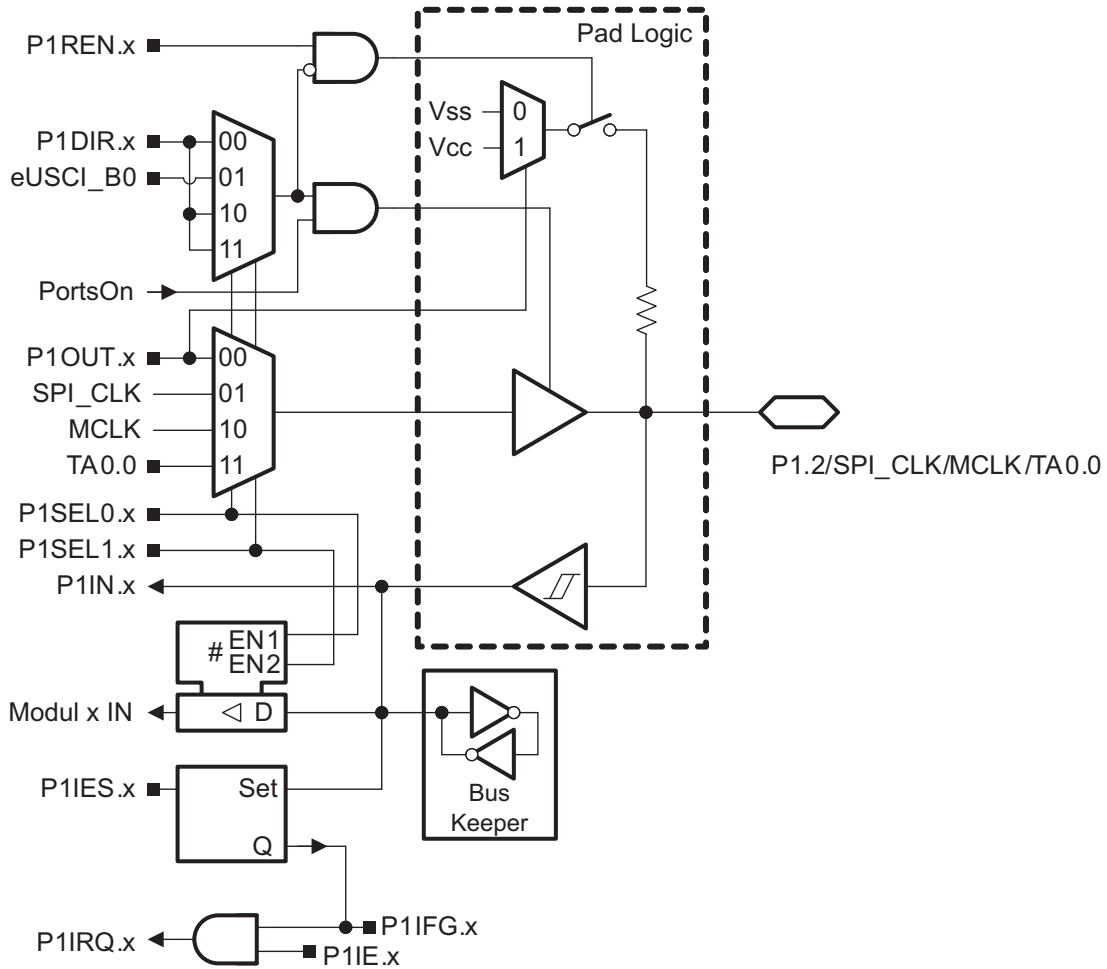 P1REN.x
Pad Logic
Vss
0
Vcc
1
P1DIR.x
00
eUSCI_B0
01
10
11
PortsOn
P1OUT.x
00
SPI_CLK
01
MCLK
10
TA0.0
11
P1.2/SPI_CLK/MCLK/TA0.0
P1SEL0.x
P1SEL1.x
P1IN.x
# EN1
EN2
Modul x IN
D
P1IES.x
Set
Q
Bus
Keeper
P1IFG.x
P1IRQ.x
P1IE.x